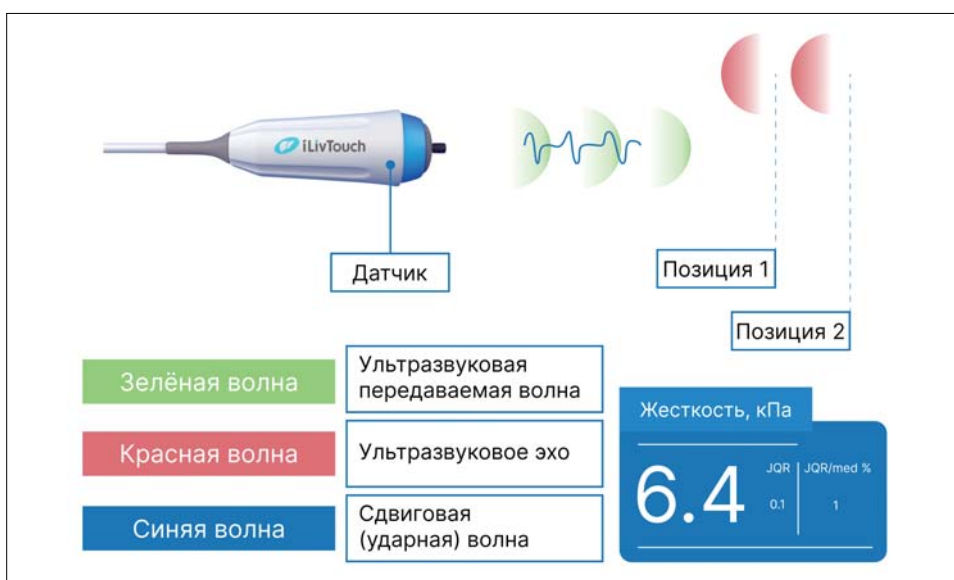 iLivTouch
Датчик
Позиция 1
Позиция 2
Зелёная волна
Ультразвуковая
передаваемая волна
Красная волна
Ультразвуковое эхо
Синяя волна
Сдвиговая
(ударная) волна
Жесткость, кПа
6.4
JQR
0.1
JQR/med %
1